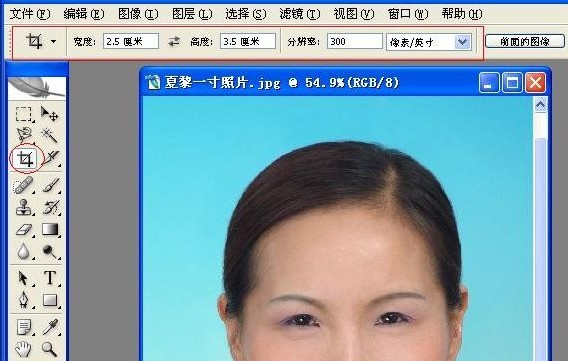 文件(F) 编辑(E) 图像(I) 图层(L) 选择(S) 滤镜(T) 视图(V) 窗口(W) 帮助(H)
宽度: 2.5 厘米 高度: 3.5 厘米 分辨率: 300 像素/英寸 前面的图像
夏黎一寸照片.jpg @ 54.9%(RGB/8)
T